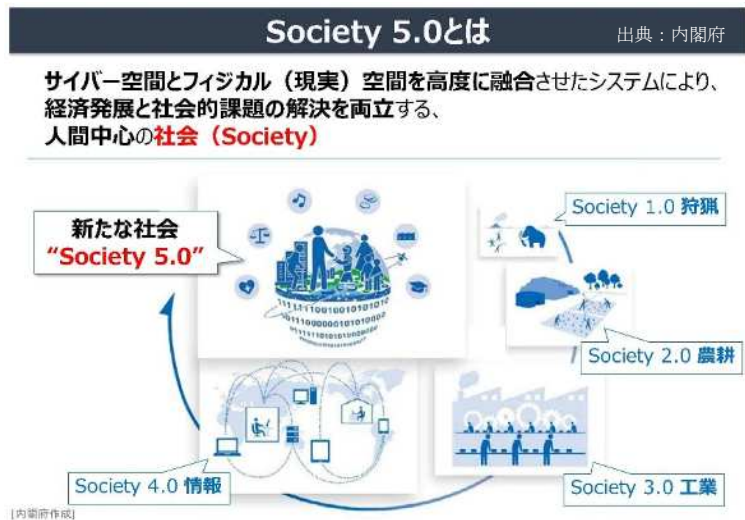 Society 5.0とは
出典：内閣府
サイバー空間とフィジカル（現実）空間を高度に融合させたシステムにより、
経済発展と社会的課題の解決を両立する、
人間中心の社会（Society）
新たな社会
“Society 5.0”
Society 1.0 狩猟
Society 2.0 農耕
Society 3.0 工業
Society 4.0 情報
[内閣府作成]